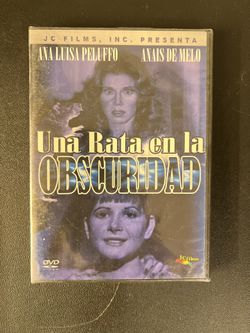 JC FILMS, INC. PRESENTA
ANA LUISA PELUFFO ANAIS DE MELO
Una Rata en la
OBSCURIDAD
DVD